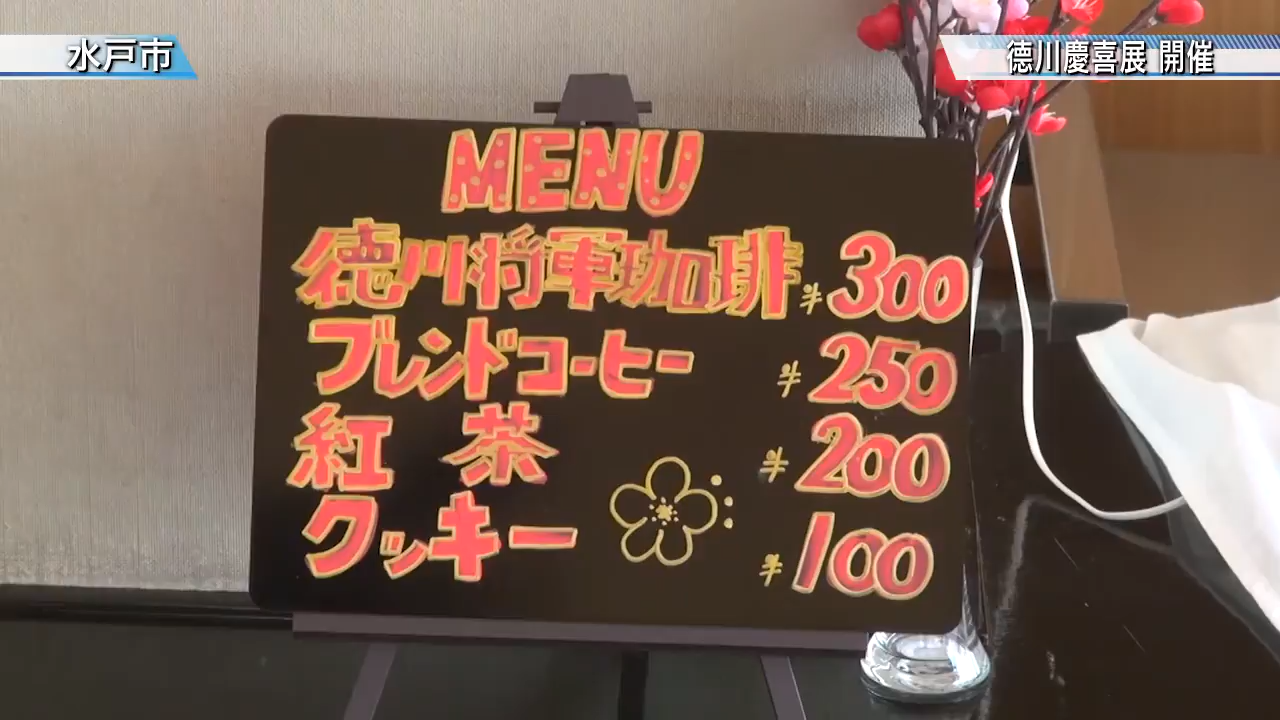 水戸市
徳川慶喜展 開催
MENU
徳川将軍珈琲 ¥300
ブレンドコーヒー ¥250
紅 茶 ¥200
クッキー ¥100